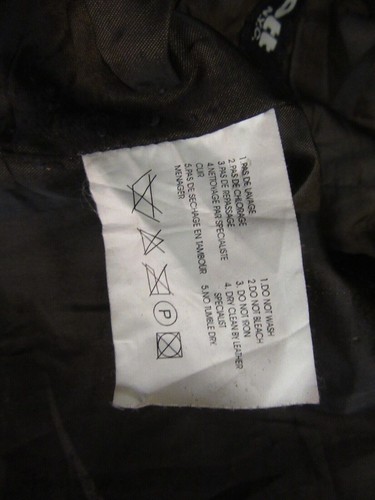 1 PAS DE LAVAGE
2 PAS DE CHLORAGE
3 PAS DE REPASSAGE
4. NETOYAGE PAR SPECIALISTE
CUIR
5. PAS DE SECHAGE EN TAMBOUR
MENAGER
1. DO NOT WASH
2 DO NOT BLEACH
3. DO NOT IRON
4. DRY CLEAN BY LEATHER
SPECIALIST
5. NO TUMBLE DRY.
P